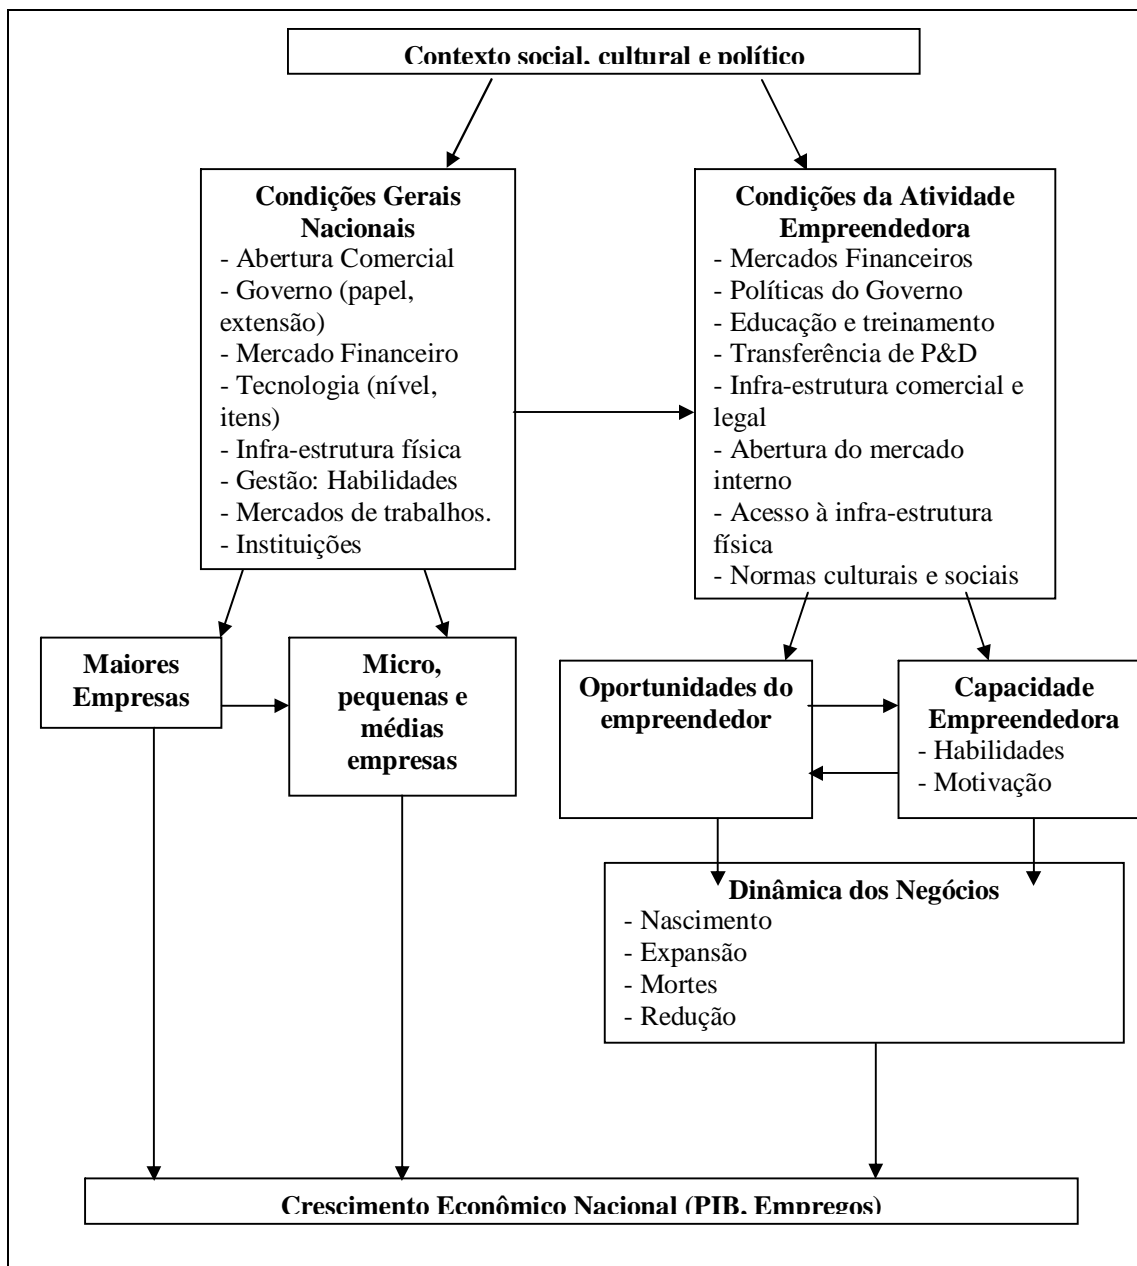 Contexto social, cultural e político
Condições Gerais
Nacionais
- Abertura Comercial
- Governo (papel,
extensão)
- Mercado Financeiro
- Tecnologia (nível,
itens)
- Infra-estrutura física
- Gestão: Habilidades
- Mercados de trabalhos.
- Instituições
Condições da Atividade
Empreendedora
- Mercados Financeiros
- Políticas do Governo
- Educação e treinamento
- Transferência de P&D
- Infra-estrutura comercial e
legal
- Abertura do mercado
interno
- Acesso à infra-estrutura
física
- Normas culturais e sociais
Maiores
Empresas
Micro,
pequenas e
médias
empresas
Oportunidades do
empreendedor
Capacidade
Empreendedora
- Habilidades
- Motivação
Dinâmica dos Negócios
- Nascimento
- Expansão
- Mortes
- Redução
Crescimento Econômico Nacional (PIB, Empregos)